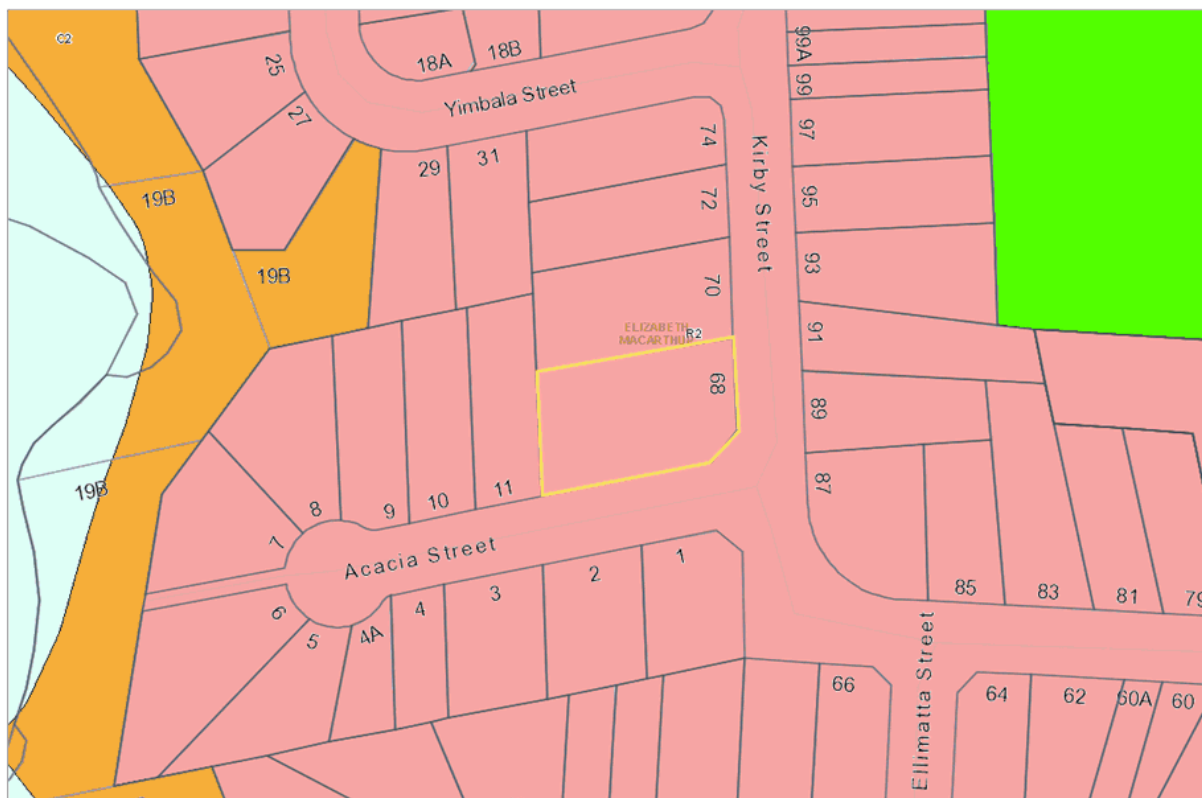 C2
25
18A
18B
99A
Yimbala Street
99
27
74
97
29
31
19B
72
Kirby Street
95
19B
70
93
ELIZABETH
MACARTHUR
R2
91
68
89
19B
11
87
10
8
9
7
Acacia Street
1
2
3
4
85
83
81
79
6
5
4A
Ellimatta Street
66
64
62
60A
60